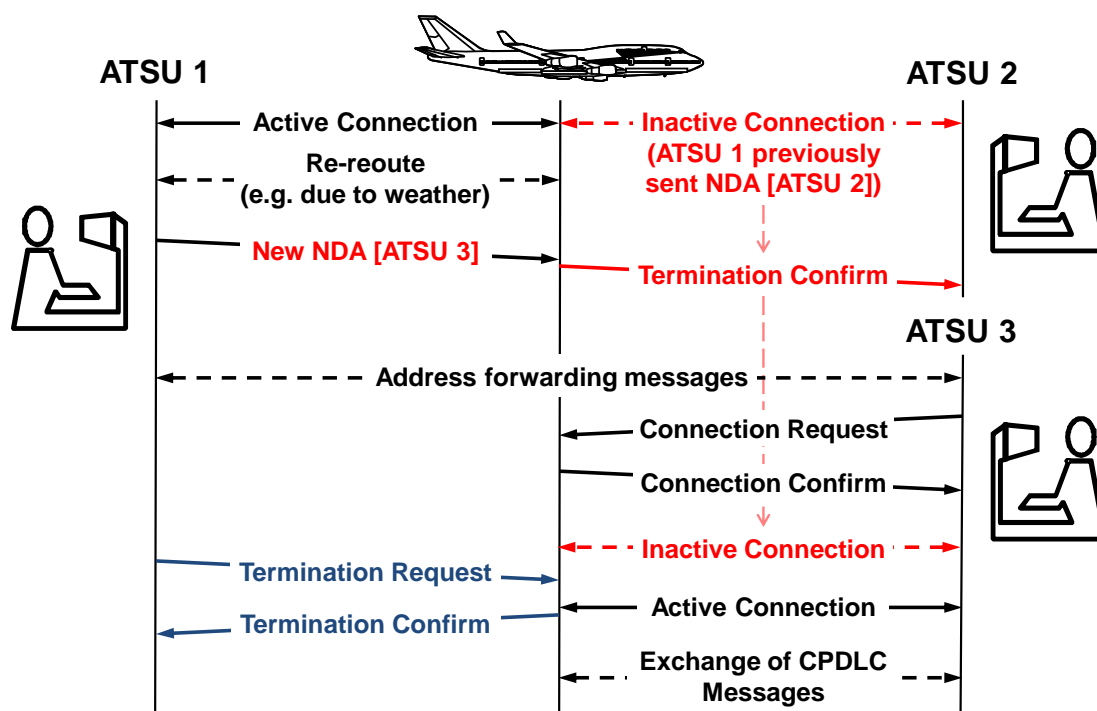 ATSU 1
ATSU 2
Active Connection
Inactive Connection
(ATSU 1 previously
sent NDA [ATSU 2])
Re-reoute
(e.g. due to weather)
New NDA [ATSU 3]
Termination Confirm
ATSU 3
Address forwarding messages
Connection Request
Connection Confirm
Inactive Connection
Termination Request
Active Connection
Termination Confirm
Exchange of CPDLC
Messages